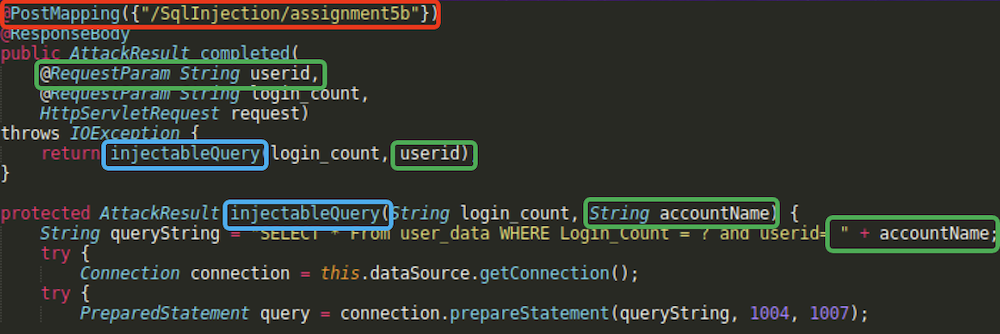 @PostMapping({"/SqlInjection/assignment5b"})
@ResponseBody
public AttackResult completed(
@RequestParam String userid,
@RequestParam String login_count,
HttpServletRequest request)
throws IOException {
return injectableQuery(login_count, userid)
}
protected AttackResult injectableQuery(String login_count, String accountName) {
String queryString = "SELECT * From user_data WHERE Login_Count = ? and userid= " + accountName;
try {
Connection connection = this.dataSource.getConnection();
try {
PreparedStatement query = connection.prepareStatement(queryString, 1004, 1007);